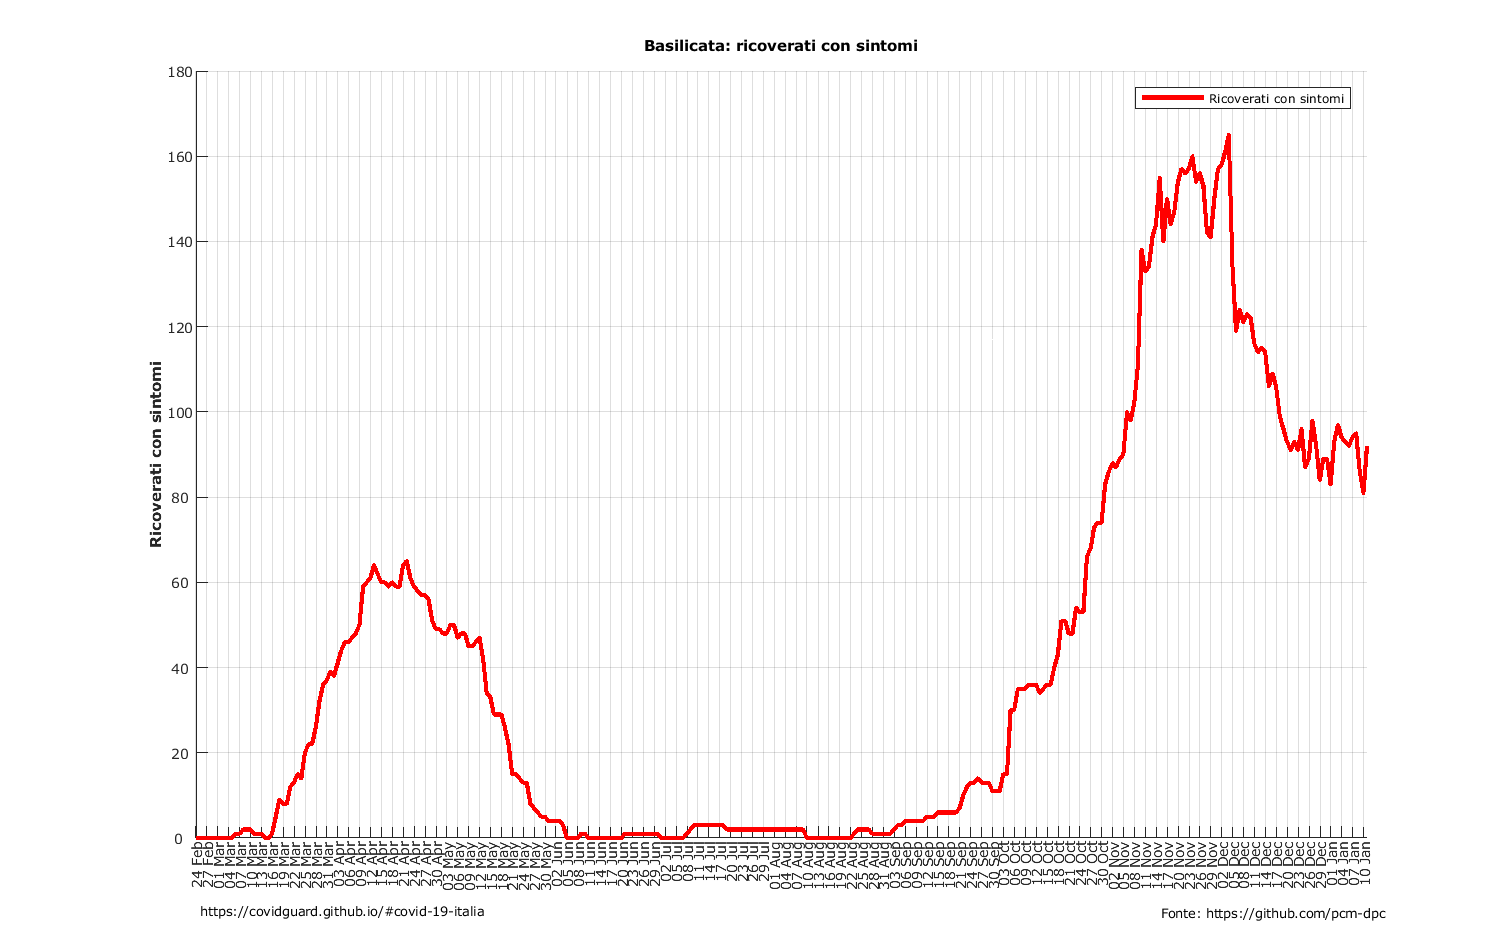 Basilicata: ricoverati con sintomi
Ricoverati con sintomi
Ricoverati con sintomi
180
160
140
120
100
80
60
40
20
0
24 Feb
27 Feb
01 Mar
04 Mar
07 Mar
10 Mar
13 Mar
16 Mar
19 Mar
22 Mar
25 Mar
28 Mar
31 Mar
03 Apr
06 Apr
09 Apr
12 Apr
15 Apr
18 Apr
21 Apr
24 Apr
27 Apr
30 Apr
03 May
06 May
09 May
12 May
15 May
18 May
21 May
24 May
27 May
30 May
02 Jun
05 Jun
08 Jun
11 Jun
14 Jun
17 Jun
20 Jun
23 Jun
26 Jun
29 Jun
02 Jul
05 Jul
08 Jul
11 Jul
14 Jul
17 Jul
20 Jul
23 Jul
26 Jul
29 Jul
01 Aug
04 Aug
07 Aug
10 Aug
13 Aug
16 Aug
19 Aug
22 Aug
25 Aug
28 Aug
31 Aug
03 Sep
06 Sep
09 Sep
12 Sep
15 Sep
18 Sep
21 Sep
24 Sep
27 Sep
30 Sep
03 Oct
06 Oct
09 Oct
12 Oct
15 Oct
18 Oct
21 Oct
24 Oct
27 Oct
30 Oct
02 Nov
05 Nov
08 Nov
11 Nov
14 Nov
17 Nov
20 Nov
23 Nov
26 Nov
29 Nov
02 Dec
05 Dec
08 Dec
11 Dec
14 Dec
17 Dec
20 Dec
23 Dec
26 Dec
29 Dec
01 Jan
04 Jan
07 Jan
10 Jan
https://covidguard.github.io/#covid-19-italia
Fonte: https://github.com/pcm-dpc